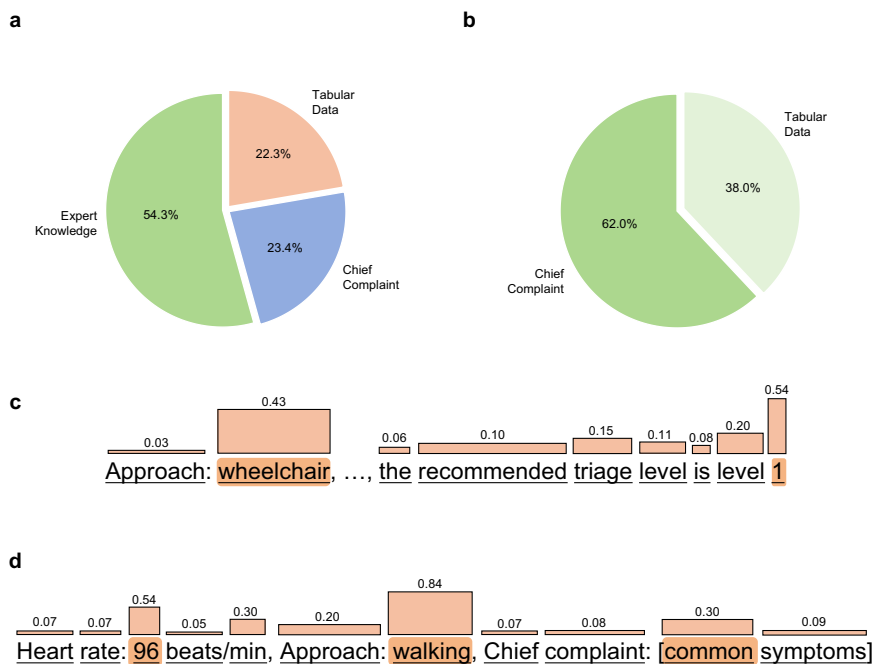 a
b
Tabular
Data
22.3%
Expert
Knowledge
54.3%
23.4%
Chief
Complaint
Tabular
Data
38.0%
62.0%
Chief
Complaint
c
0.03 0.43 0.06 0.10 0.15 0.11 0.08 0.20 0.54
Approach: wheelchair, …, the recommended triage level is level 1
d
0.07 0.07 0.54 0.05 0.30 0.20 0.84 0.07 0.08 0.30 0.09
Heart rate: 96 beats/min, Approach: walking, Chief complaint: [common symptoms]